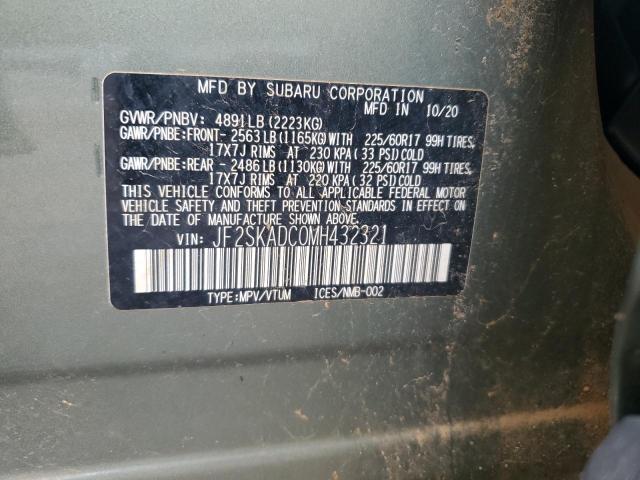 MFD BY SUBARU CORPORATION
MFD IN 10/20
GVWR/PNBV: 4891LB(2223KG)
GAWR/PNBE:FRONT-2563LB(1165KG)WITH 225/60R17 99H TIRES,
17X7J RIMS AT 230 KPA(33 PSI)COLD
GAWR/PNBE:REAR -2486LB(1130KG)WITH 225/60R17 99H TIRES,
17X7J RIMS AT 220 KPA(32 PSI)COLD
THIS VEHICLE CONFORMS TO ALL APPLICABLE FEDERAL MOTOR
VEHICLE SAFETY AND THEFT PREVENTION STANDARDS IN EFFECT ON
THE DATE OF MANUFACTURE SHOWN ABOVE.
VIN: JF2SKADC0MH432321
TYPE:MPV/VTUM ICES/NMB-002